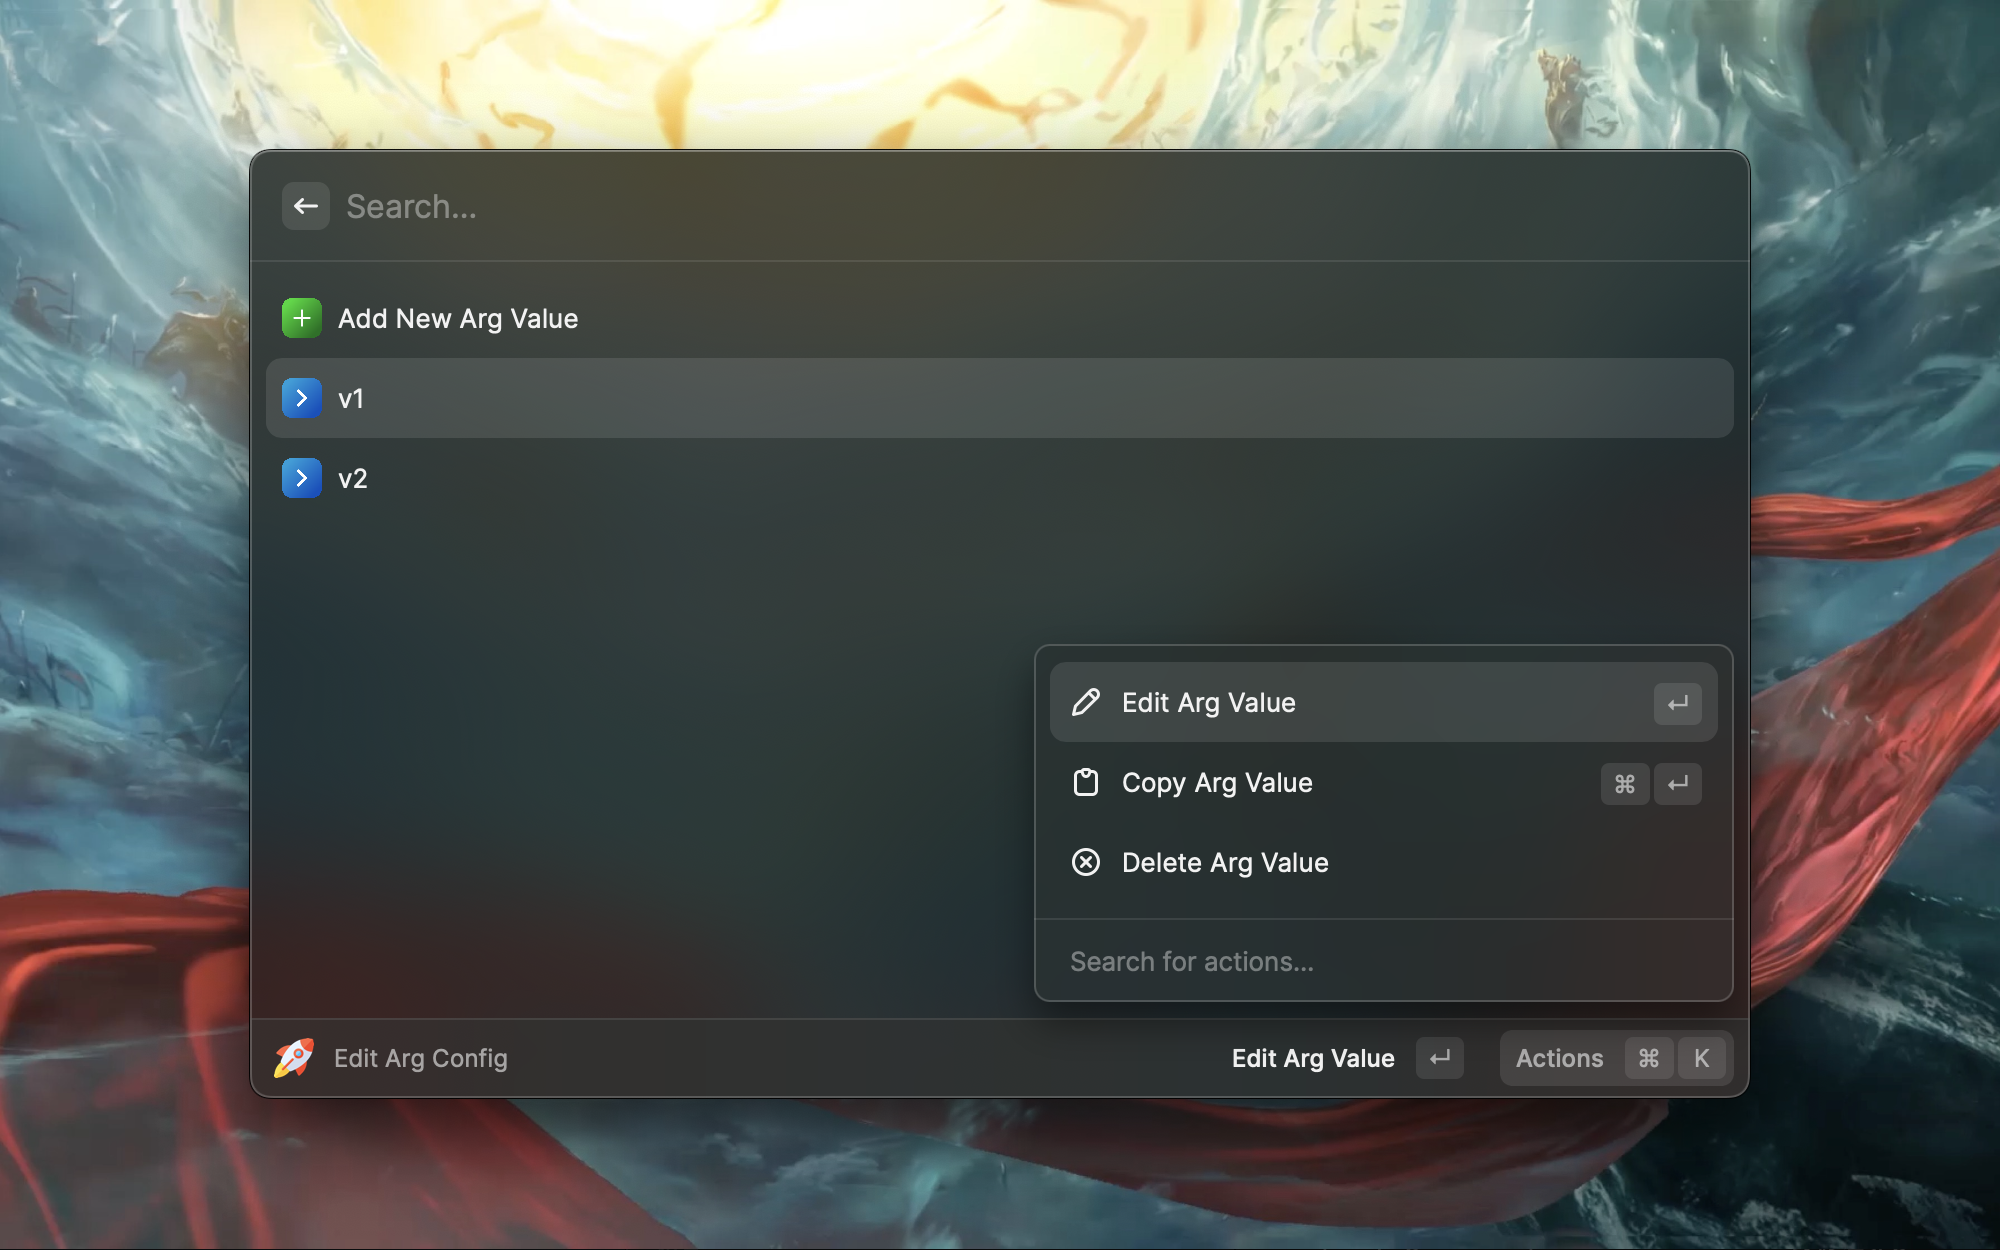 Search...
Add New Arg Value
v1
v2
Edit Arg Value ↵
Copy Arg Value ⌘ ↵
Delete Arg Value
Search for actions...
Edit Arg Config
Edit Arg Value ↵ Actions ⌘ K